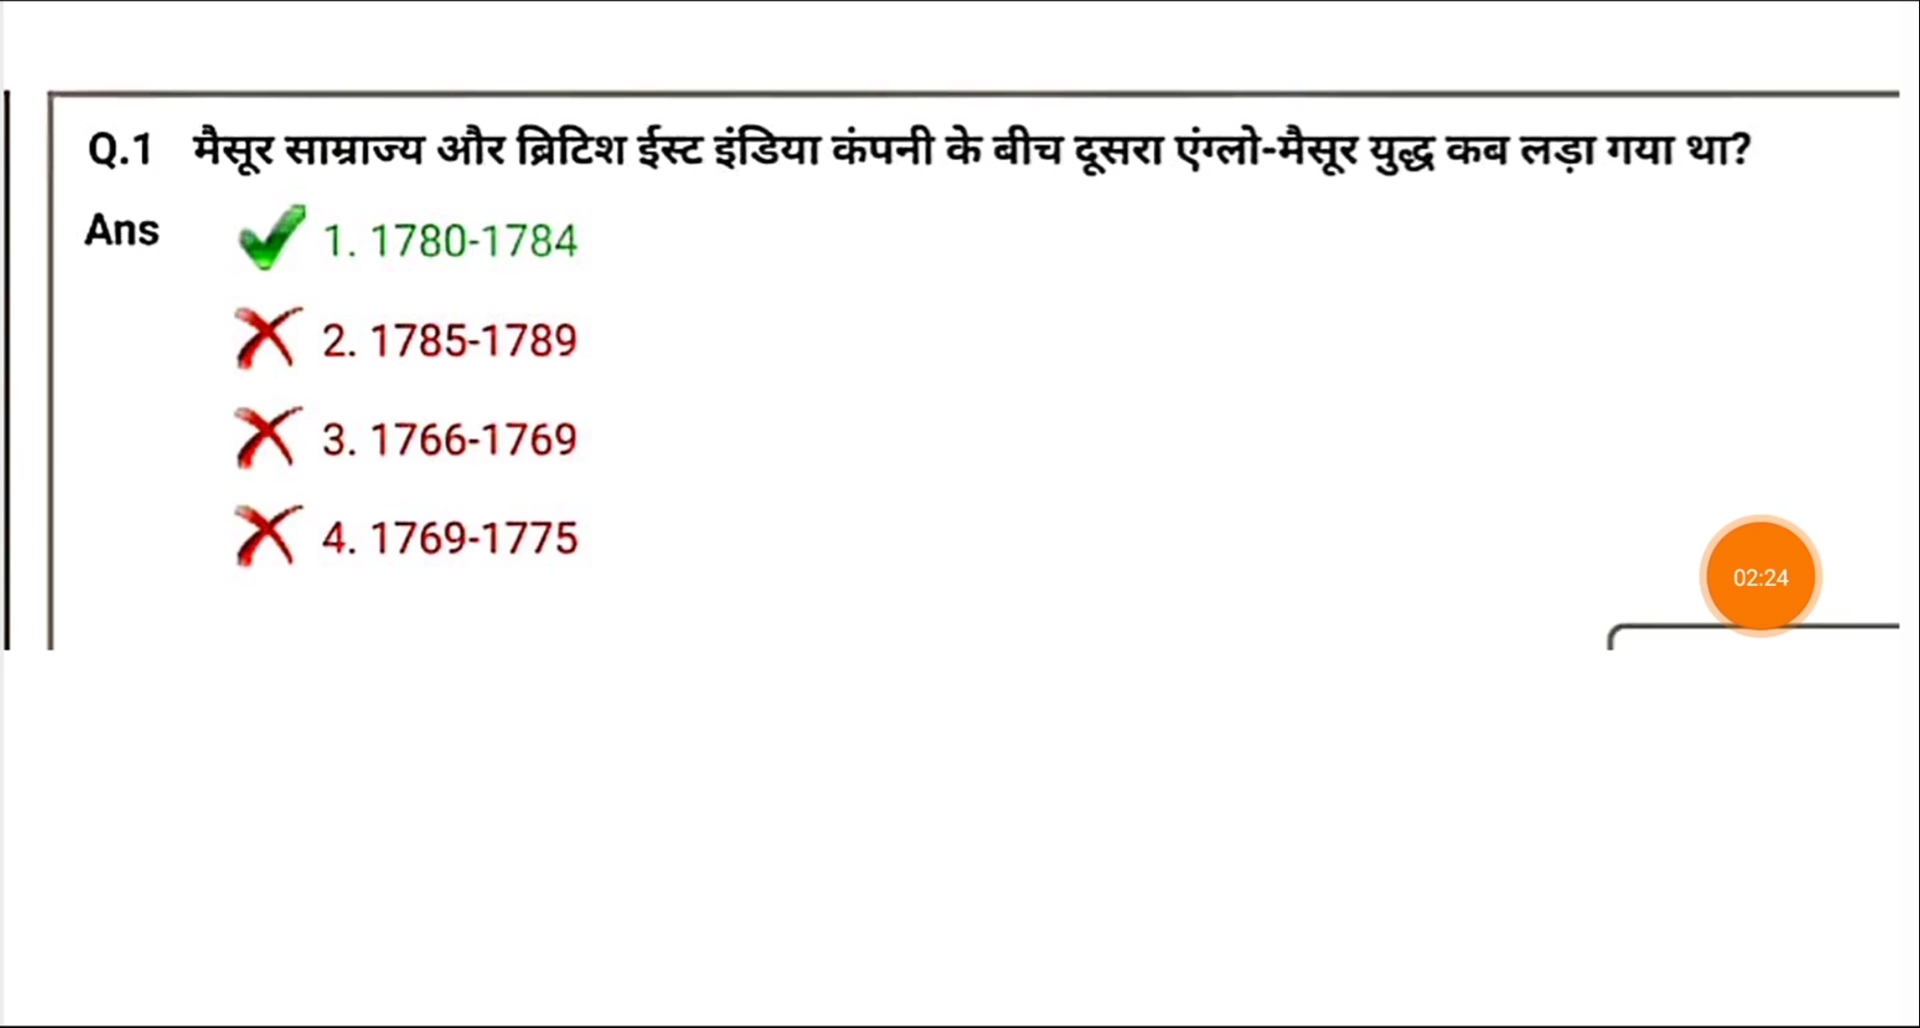 Q.1 मैसूर साम्राज्य और ब्रिटिश ईस्ट इंडिया कंपनी के बीच दूसरा एंग्लो-मैसूर युद्ध कब लड़ा गया था?
Ans 1. 1780-1784
2. 1785-1789
3. 1766-1769
4. 1769-1775
02:24